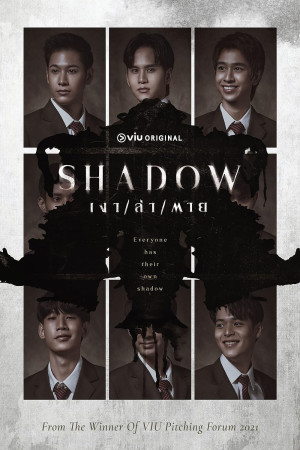 viu ORIGINAL
SHADOW
เงา/ล่า/ตาย
Everyone
has
their
own
shadow
From The Winner Of VIU Pitching Forum 2021